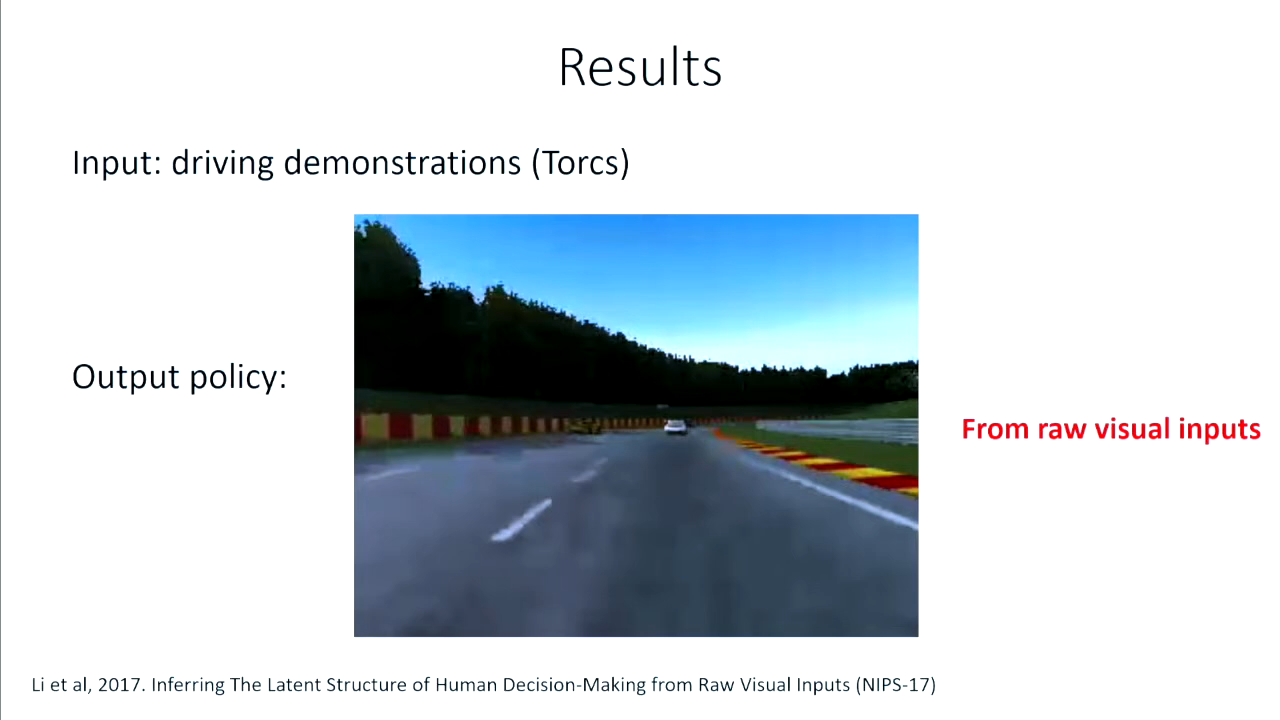 Results
Input: driving demonstrations (Torcs)
Output policy:
From raw visual inputs
Li et al, 2017. Inferring The Latent Structure of Human Decision-Making from Raw Visual Inputs (NIPS-17)